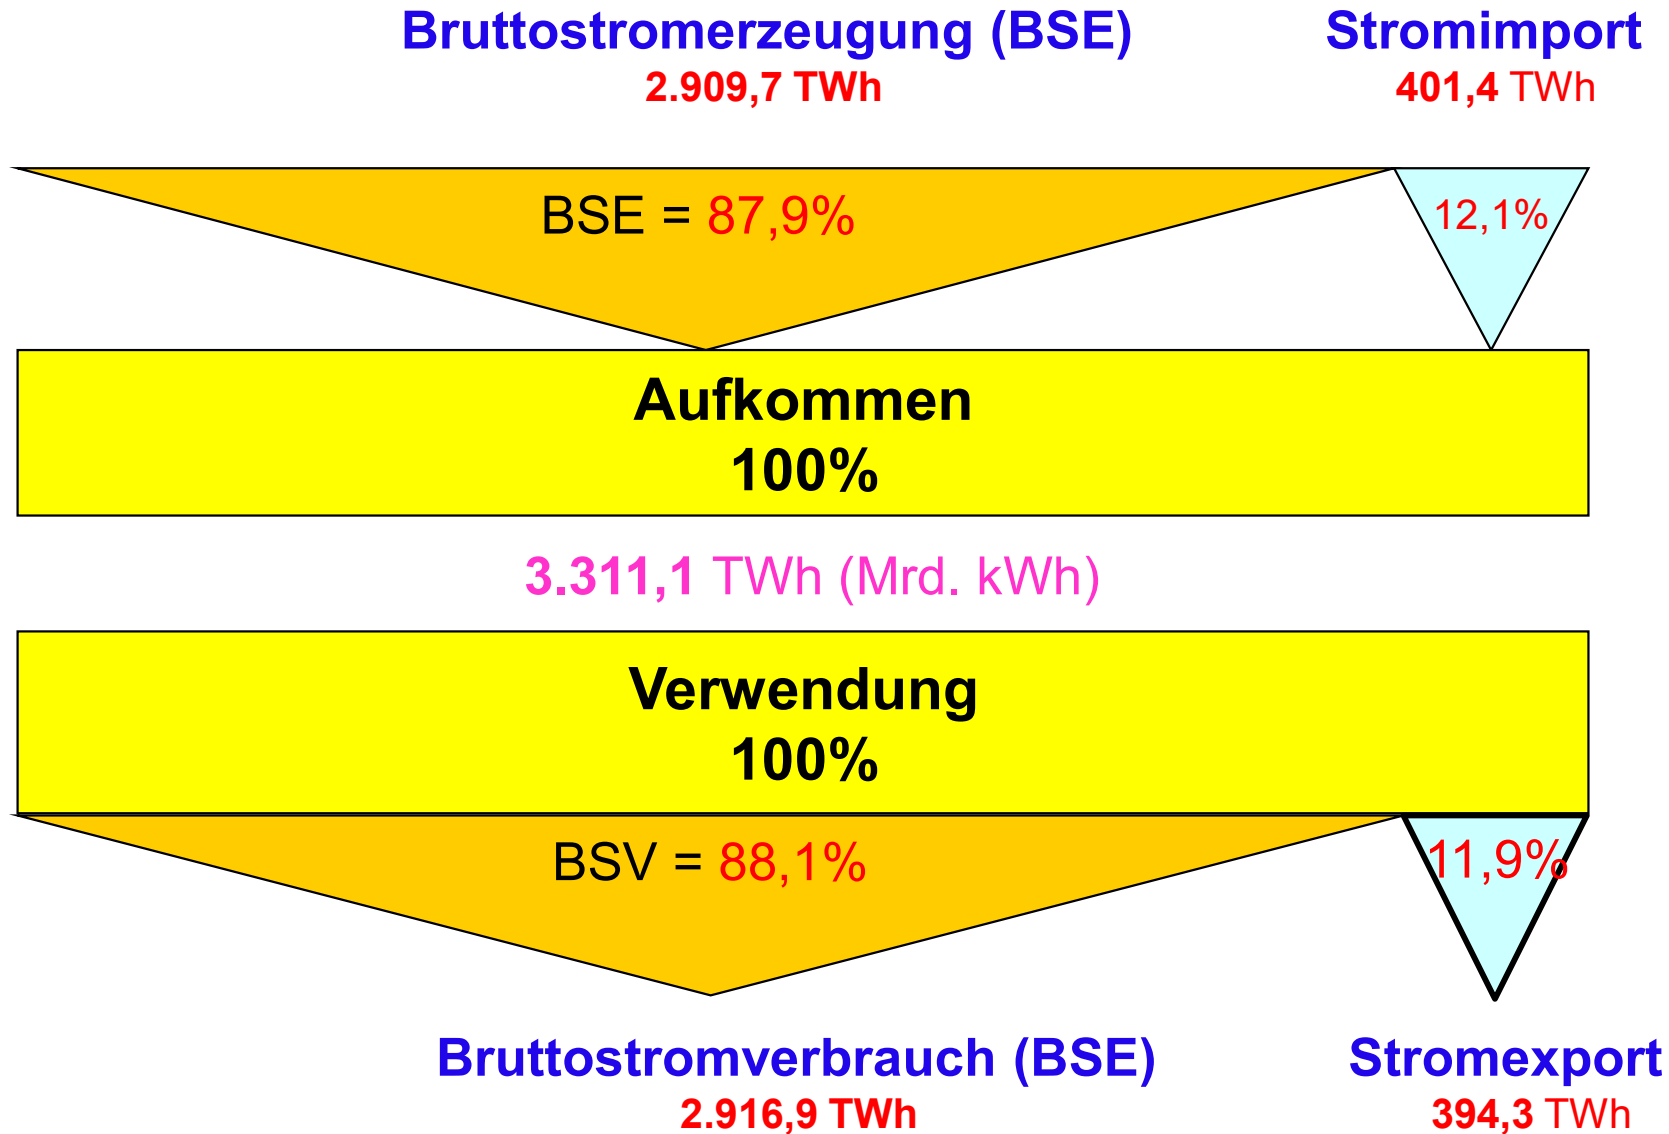 Bruttostromerzeugung (BSE)
2.909,7 TWh
Stromimport
401,4 TWh
BSE = 87,9%
12,1%
Aufkommen
100%
3.311,1 TWh (Mrd. kWh)
Verwendung
100%
BSV = 88,1%
11,9%
Bruttostromverbrauch (BSE)
2.916,9 TWh
Stromexport
394,3 TWh